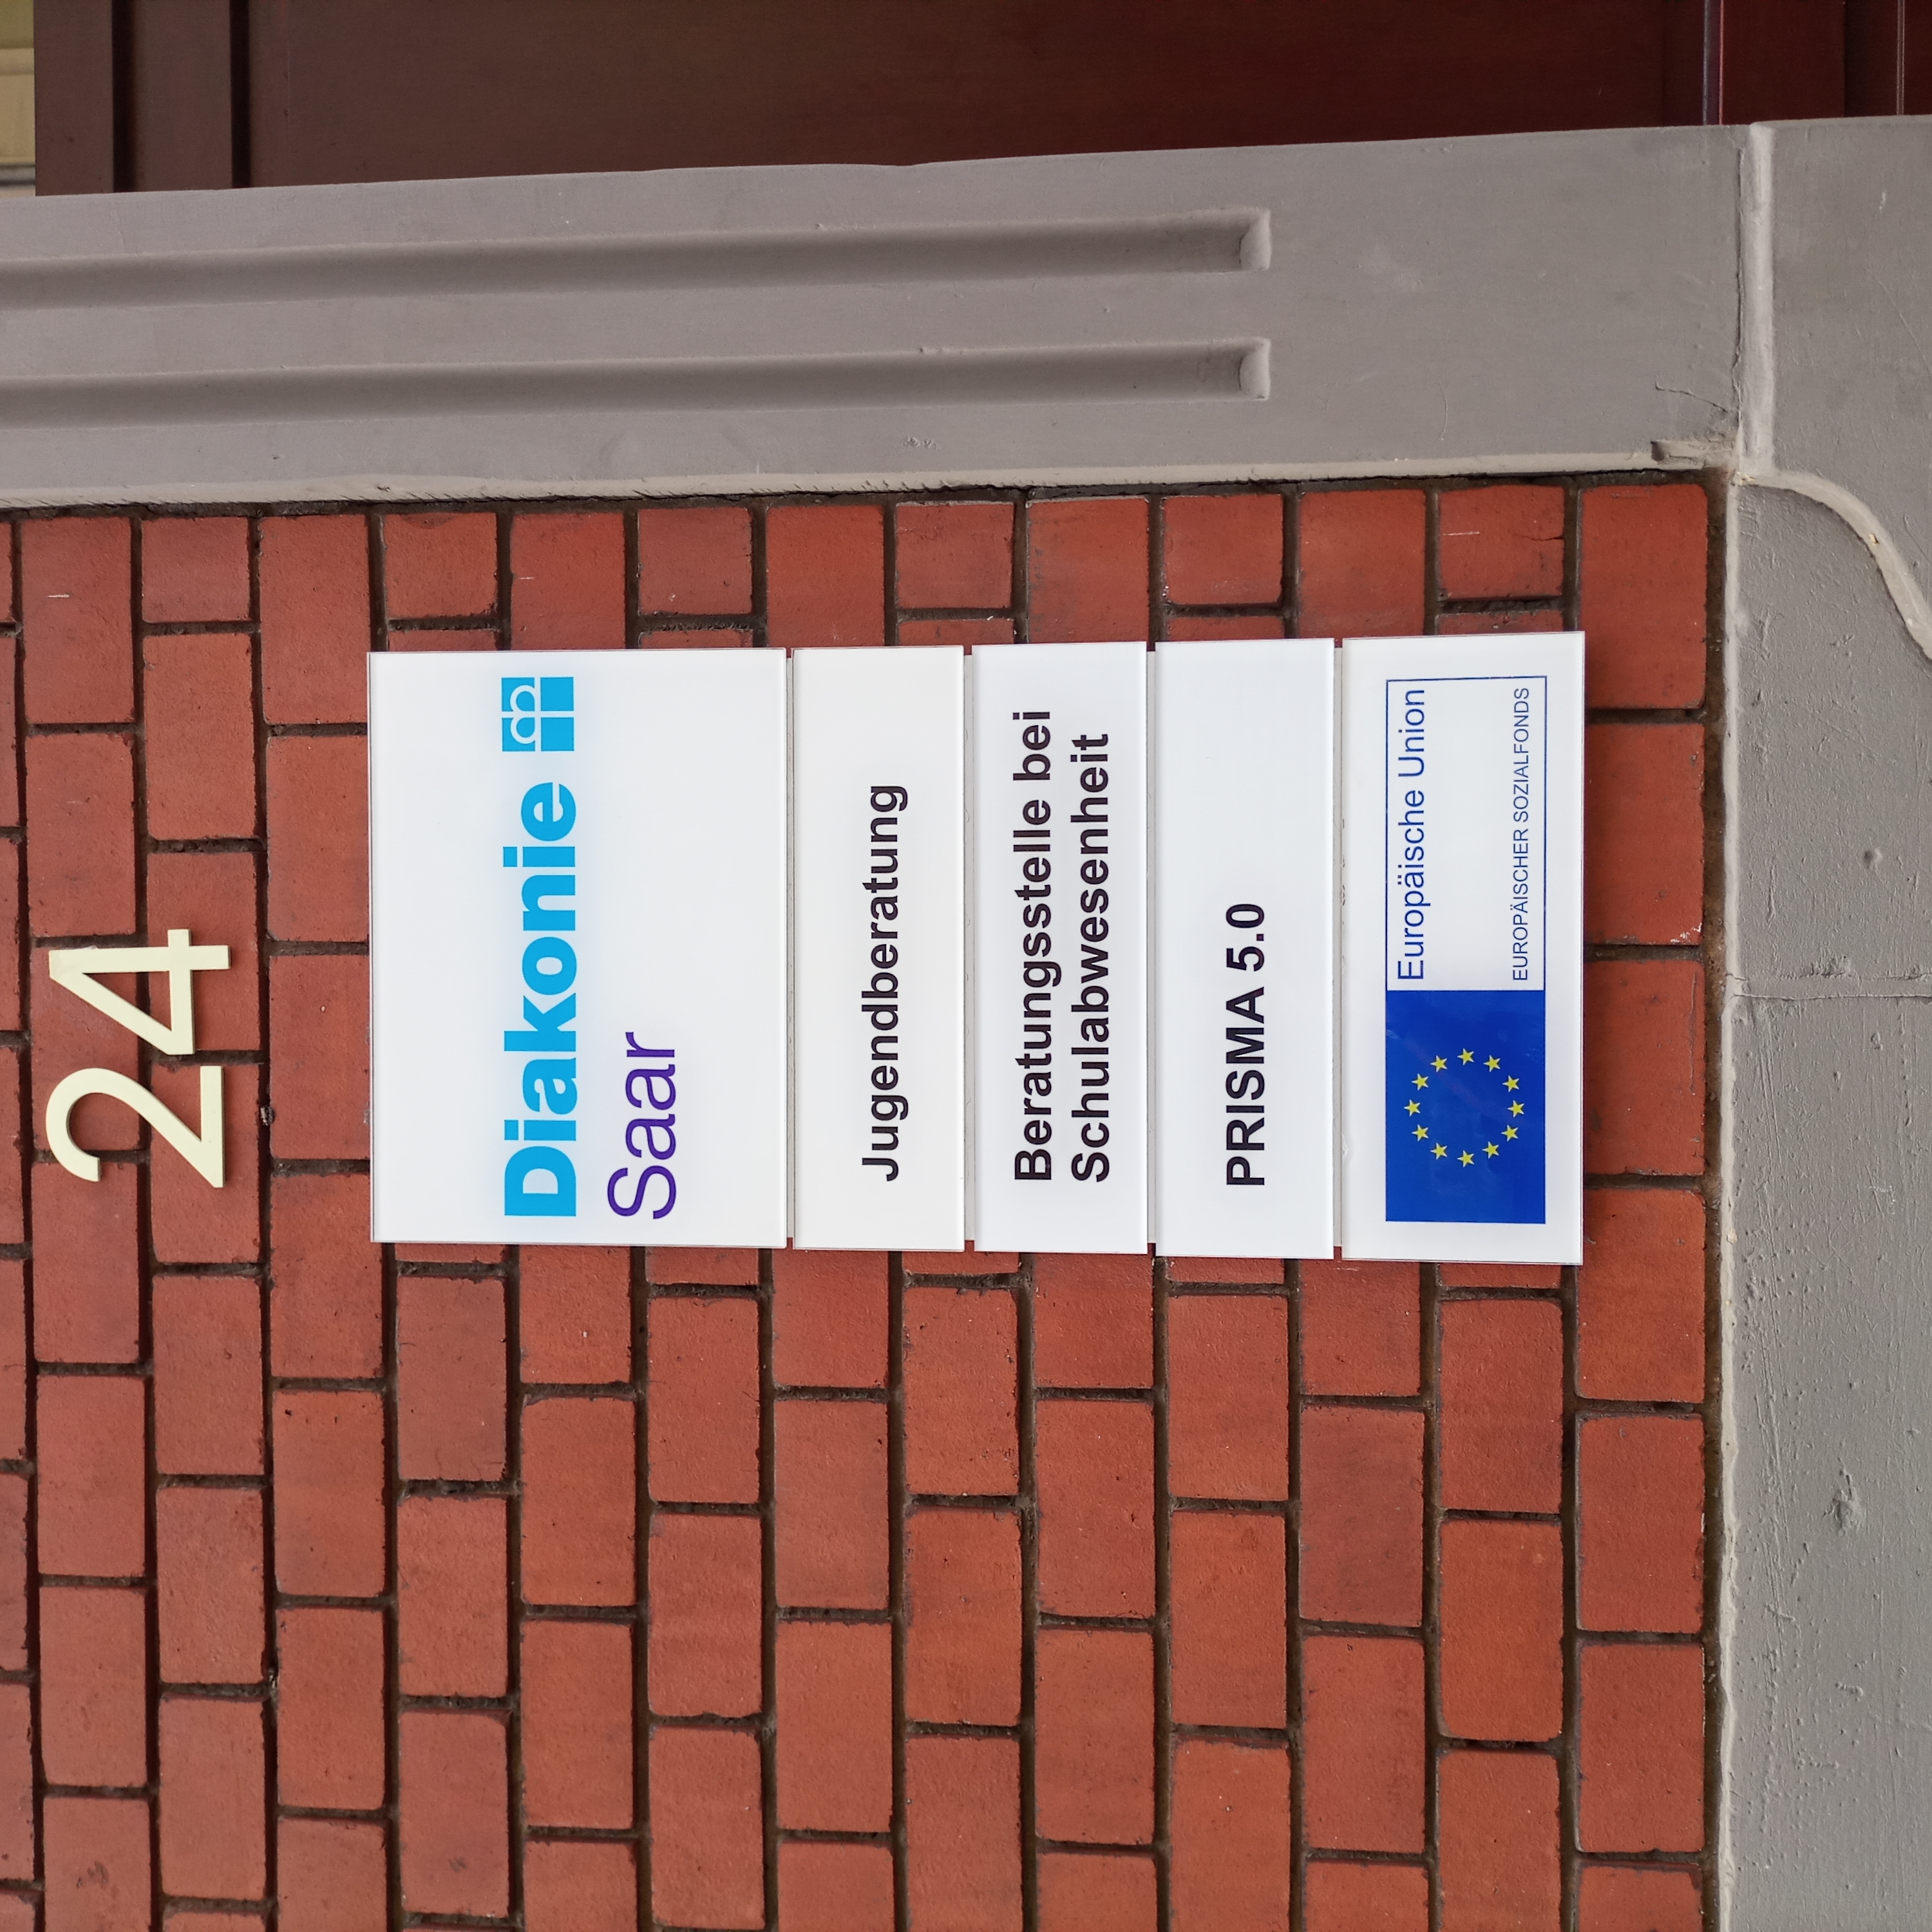 24
Diakonie
Saar
Jugendberatung
Beratungsstelle bei
Schulabwesenheit
PRISMA 5.0
Europäische Union
EUROPÄISCHER SOZIALFONDS